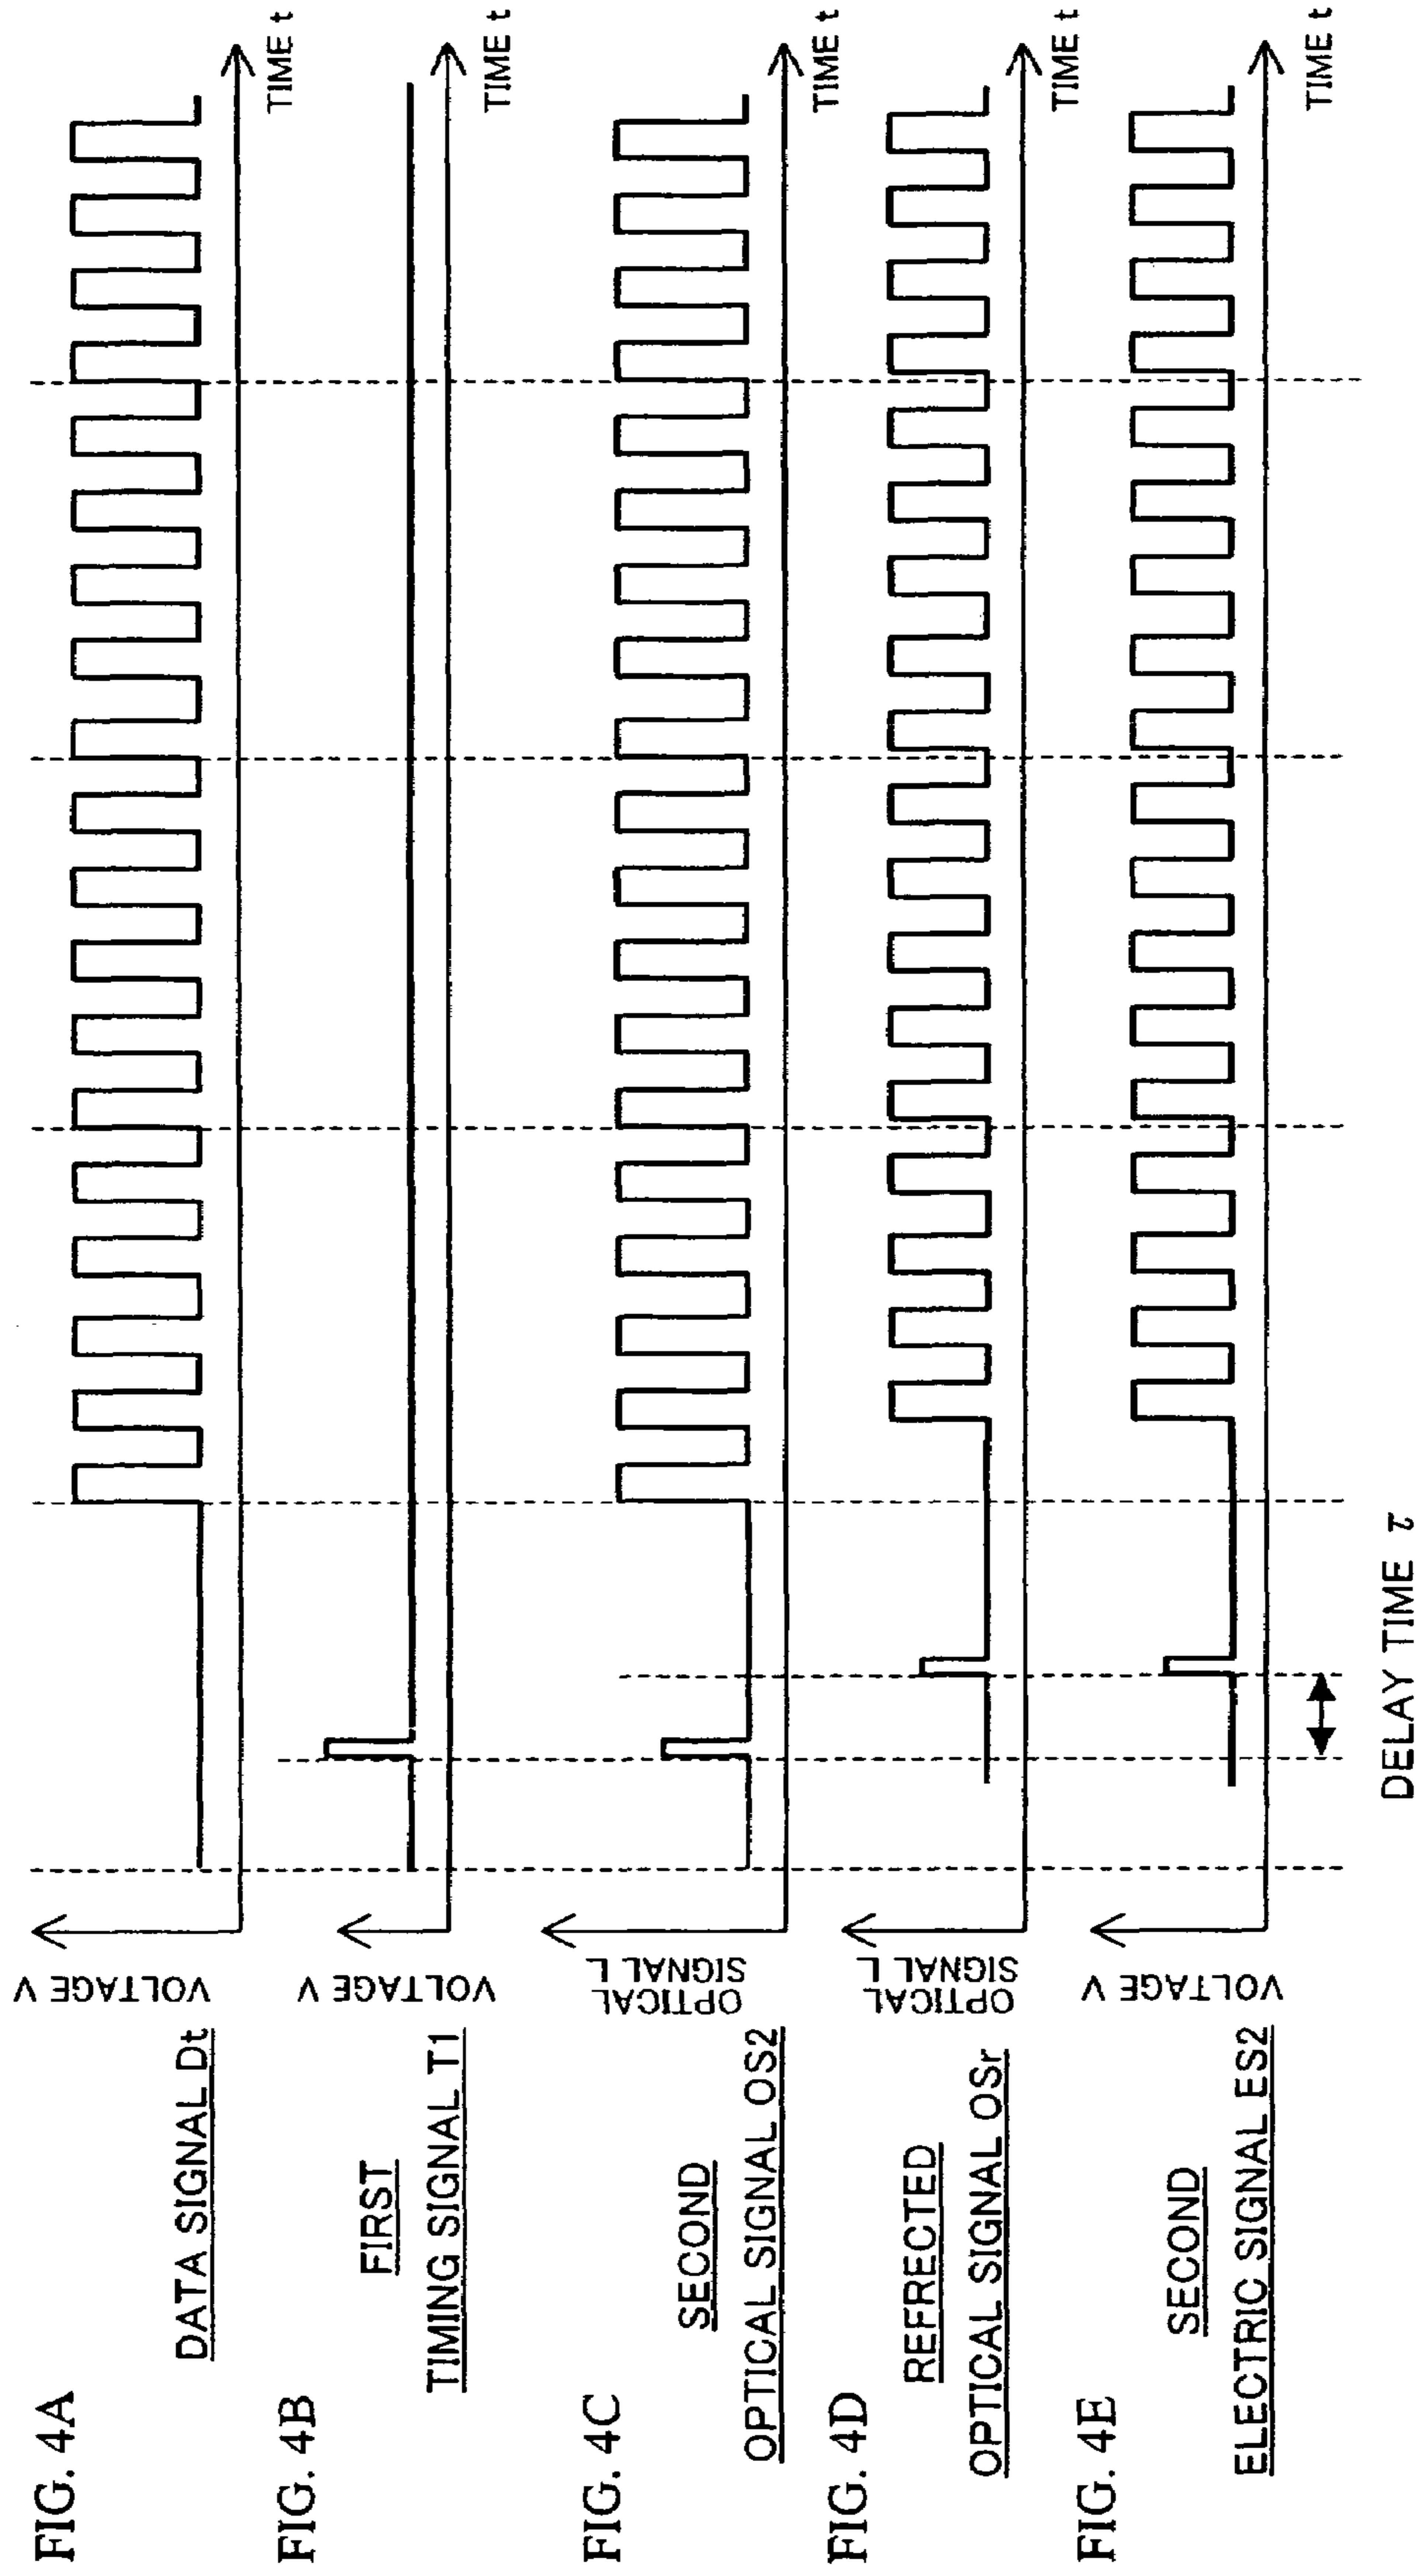 FIG. 4A
DATA SIGNAL Dt
VOLTAGE V
TIME t
FIG. 4B
FIRST
TIMING SIGNAL T1
VOLTAGE V
TIME t
FIG. 4C
SECOND
OPTICAL SIGNAL OS2
OPTICAL
SIGNAL L
TIME t
FIG. 4D
REFRECTED
OPTICAL SIGNAL OSr
OPTICAL
SIGNAL L
TIME t
FIG. 4E
SECOND
ELECTRIC SIGNAL ES2
VOLTAGE V
TIME t
DELAY TIME τ